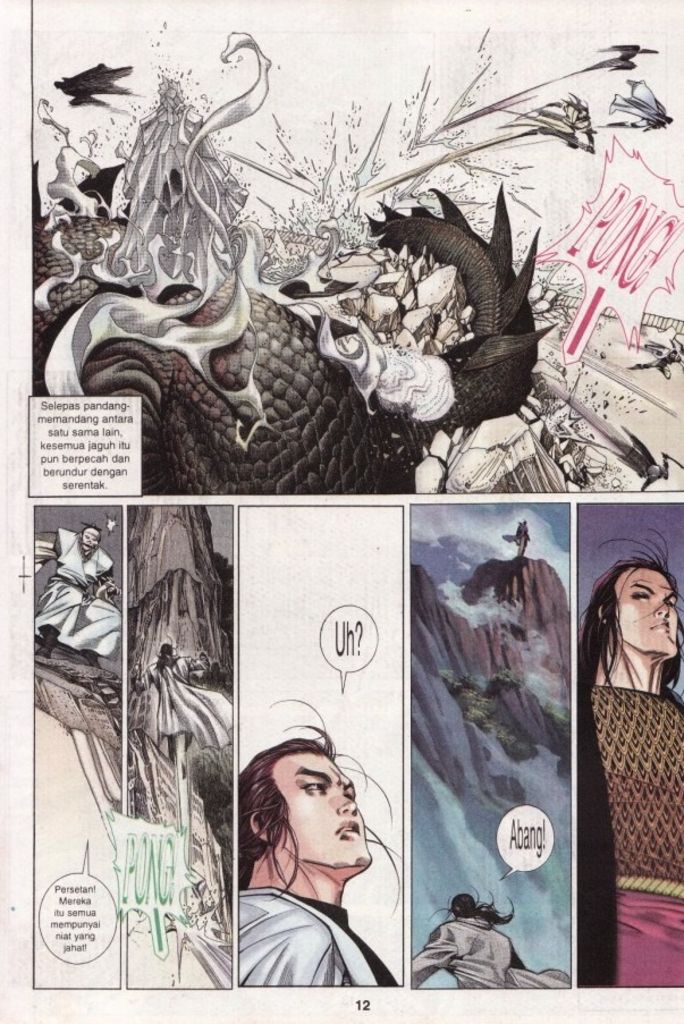 PONG!
Selepas pandang-
memandang antara
satu sama lain,
kesemua jaguh itu
pun berpecah dan
berundur dengan
serentak.
Persetan!
Mereka
itu semua
mempunyai
niat yang
jahat!
PONG!
Uh?
Abang!
12